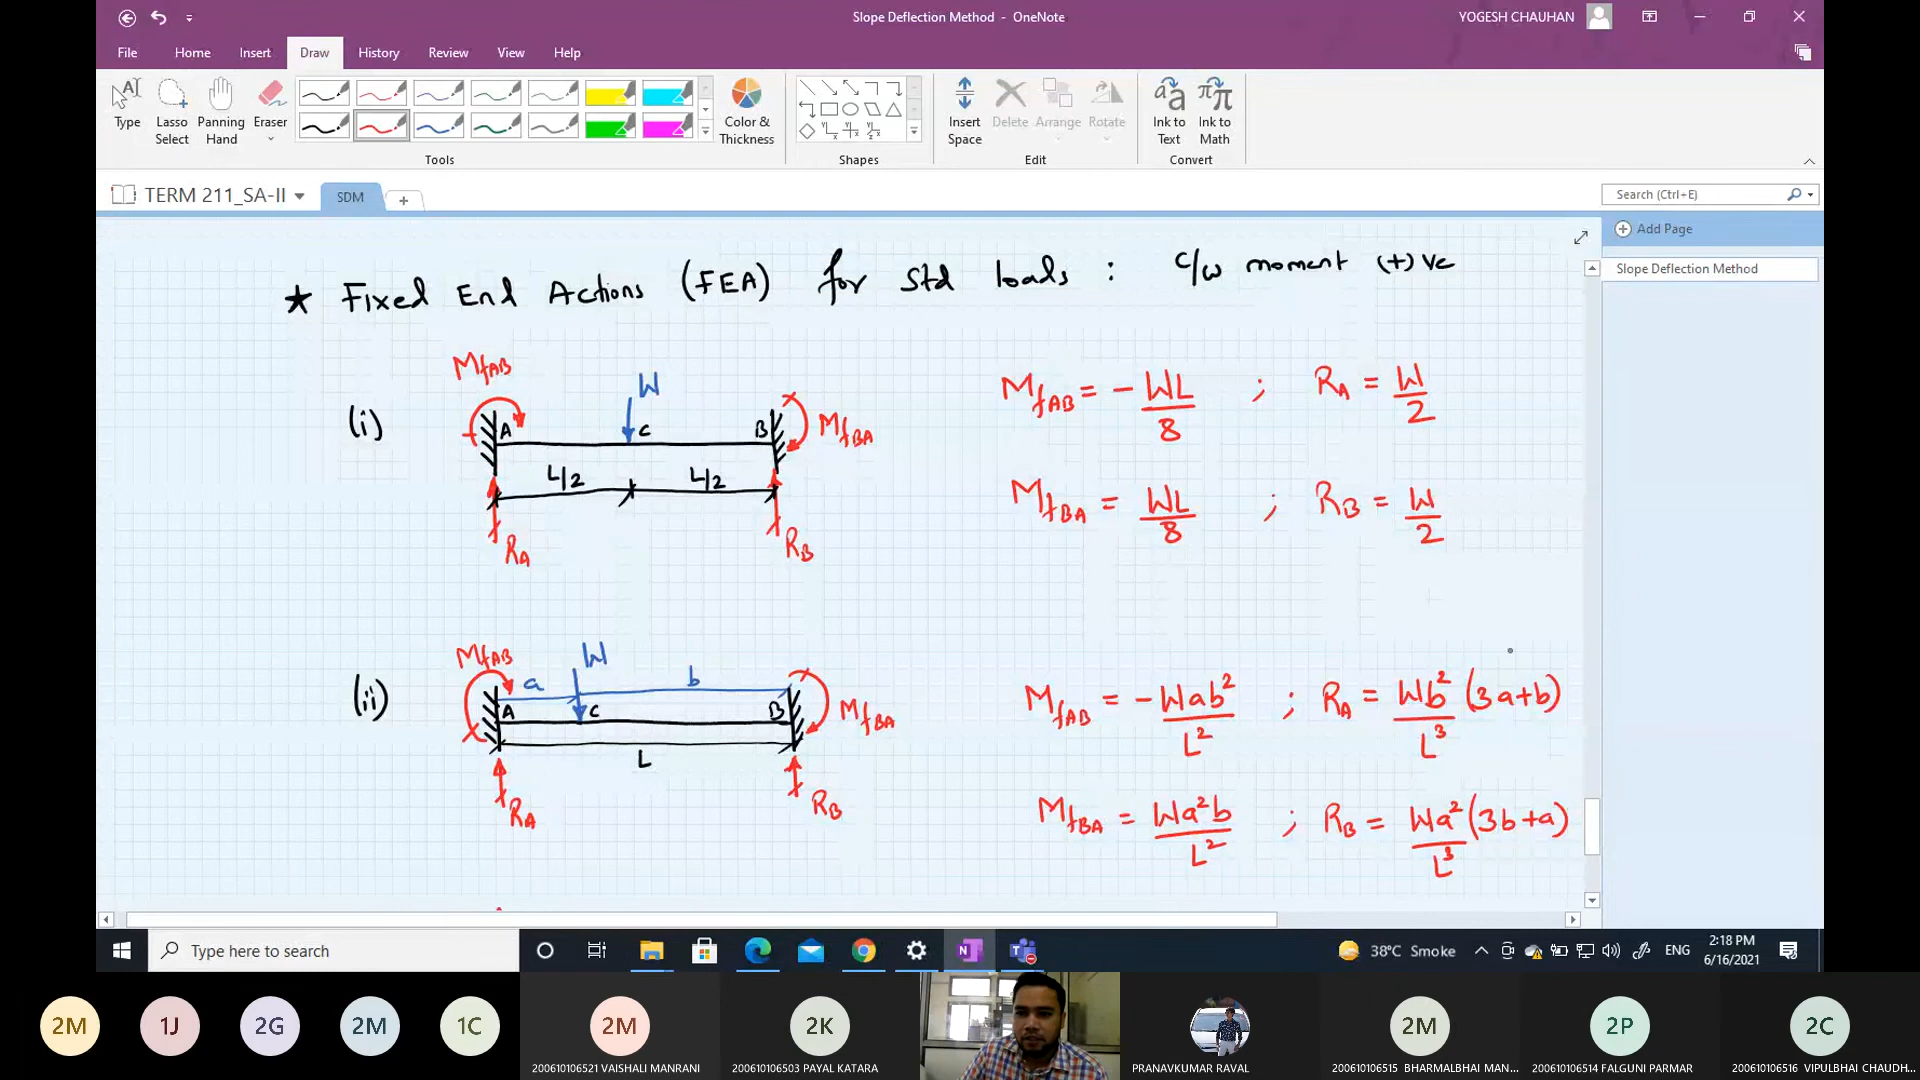 Slope Deflection Method - OneNote
YOGESH CHAUHAN
File Home Insert Draw History Review View Help
Type
Lasso Select
Panning Hand
Eraser
Color & Thickness
Insert Space
Delete
Arrange
Rotate
Ink to Text
Ink to Math
Tools
Shapes
Edit
Convert
TERM 211_SA-II
SDM
Search (Ctrl+E)
Add Page
Slope Deflection Method
★ Fixed End Actions (FEA) for Std loads : c/w moment (+)ve
(i)
MfAB
W
A
C
B
MfBA
L/2
L/2
RA
RB
MfAB = - WL/8 ; RA = W/2
MfBA = WL/8 ; RB = W/2
(ii)
MfAB
W
a
b
A
C
B
MfBA
L
RA
RB
MfAB = - Wab²/L² ; RA = Wb²/L³ (3a+b)
MfBA = Wa²b/L² ; RB = Wa²/L³ (3b+a)
Type here to search
38°C Smoke
ENG
2:18 PM
6/16/2021
2M
1J
2G
2M
1C
2M
200610106521 VAISHALI MANRANI
2K
200610106503 PAYAL KATARA
PRANAVKUMAR RAVAL
2M
200610106515 BHARMALBHAI MAN...
2P
200610106514 FALGUNI PARMAR
2C
200610106516 VIPULBHAI CHAUDH...